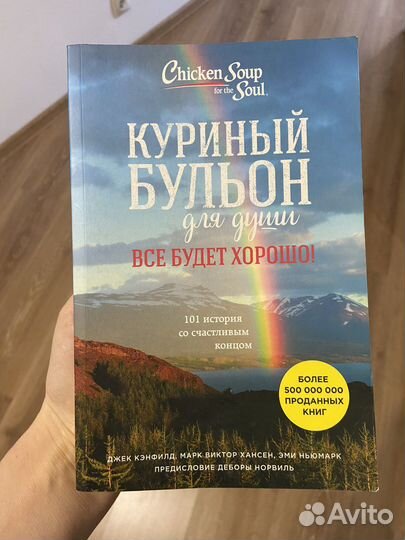 Chicken Soup
for the
Soul®
КУРИНЫЙ
БУЛЬОН
для души
ВСЕ БУДЕТ ХОРОШО!
101 история
со счастливым
концом
БОЛЕЕ
500 000 000
ПРОДАННЫХ
КНИГ
ДЖЕК КЭНФИЛД, МАРК ВИКТОР ХАНСЕН, ЭМИ НЬЮМАРК
ПРЕДИСЛОВИЕ ДЕБОРЫ НОРВИЛЬ
Avito